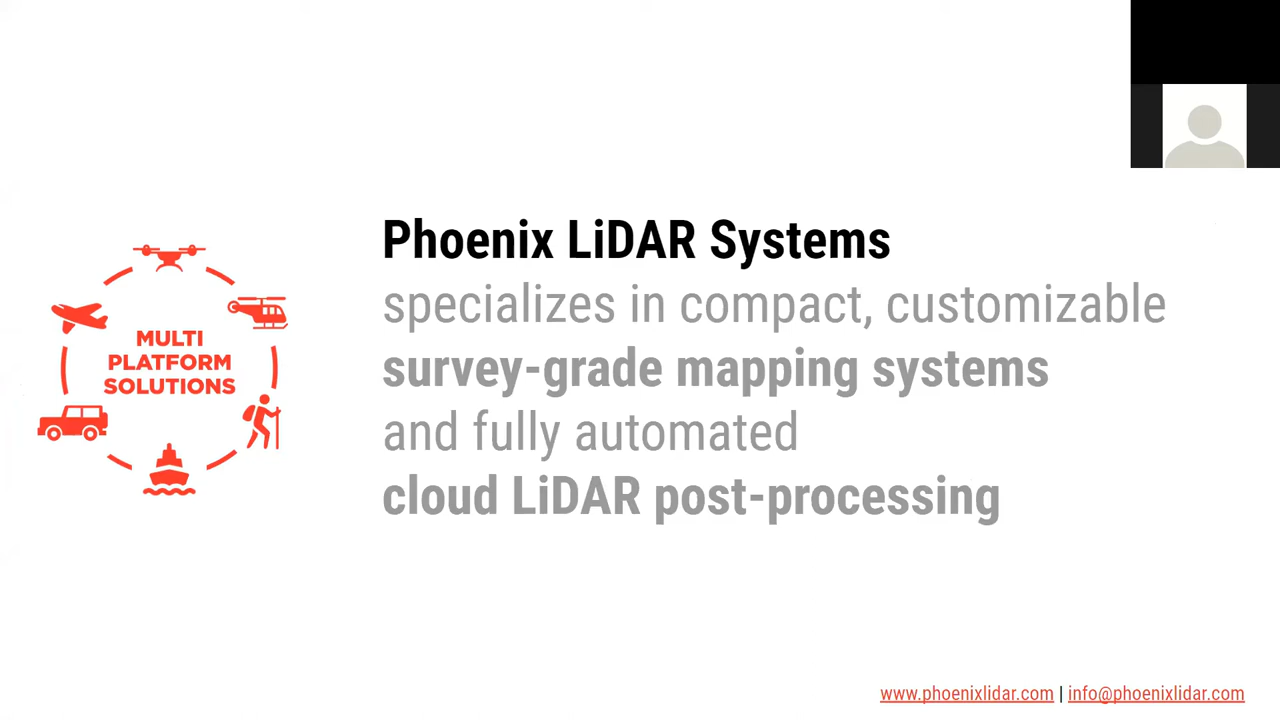 Phoenix LiDAR Systems
specializes in compact, customizable
survey-grade mapping systems
and fully automated
cloud LiDAR post-processing
MULTI
PLATFORM
SOLUTIONS
www.phoenixlidar.com | info@phoenixlidar.com